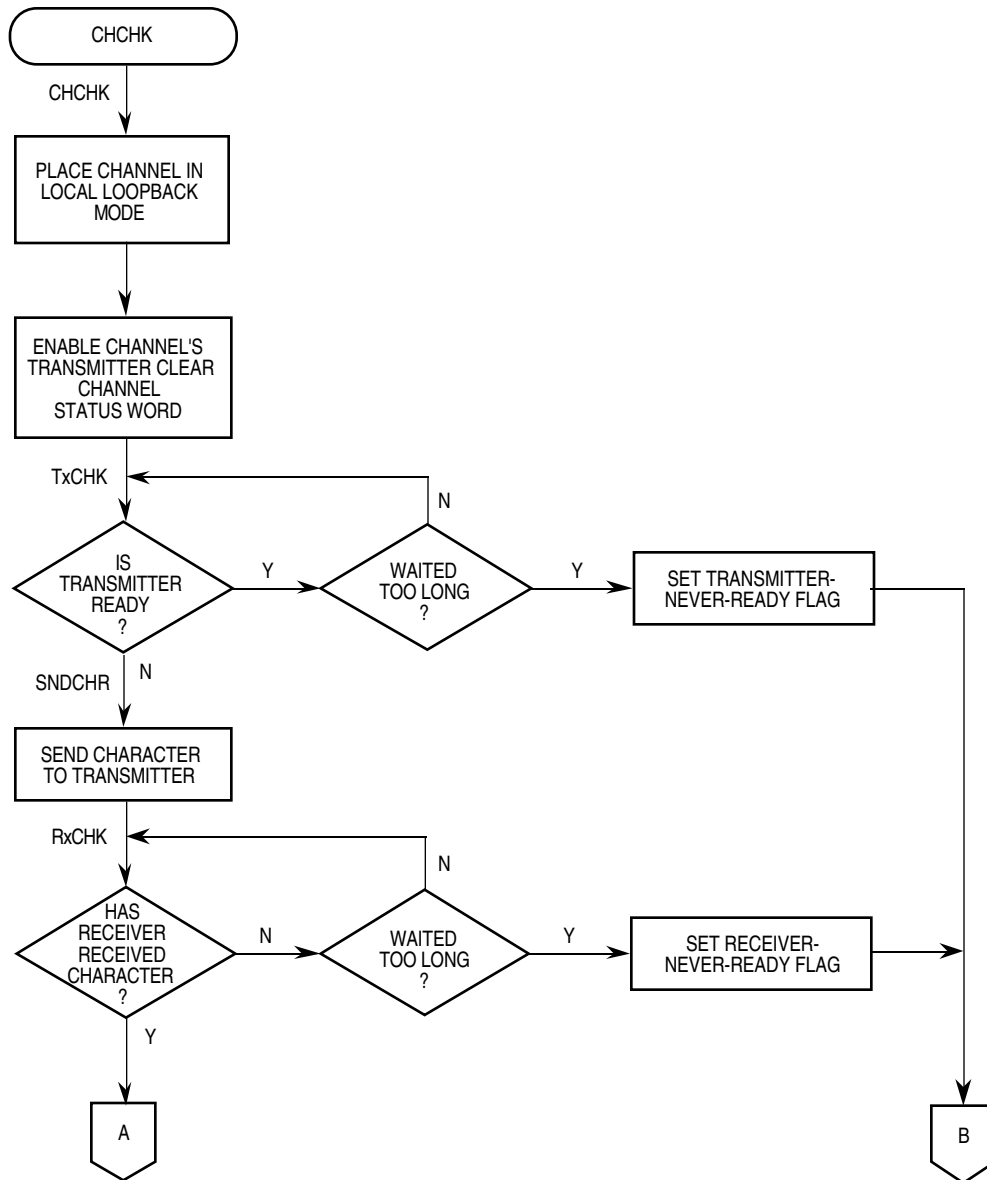 CHCHK
CHCHK
PLACE CHANNEL IN
LOCAL LOOPBACK
MODE
ENABLE CHANNEL'S
TRANSMITTER CLEAR
CHANNEL
STATUS WORD
TxCHK
N
IS
TRANSMITTER
READY
?
Y
WAITED
TOO LONG
?
Y
SET TRANSMITTER-
NEVER-READY FLAG
SNDCHR
N
SEND CHARACTER
TO TRANSMITTER
RxCHK
N
HAS
RECEIVER
RECEIVED
CHARACTER
?
N
WAITED
TOO LONG
?
Y
SET RECEIVER-
NEVER-READY FLAG
Y
A
B